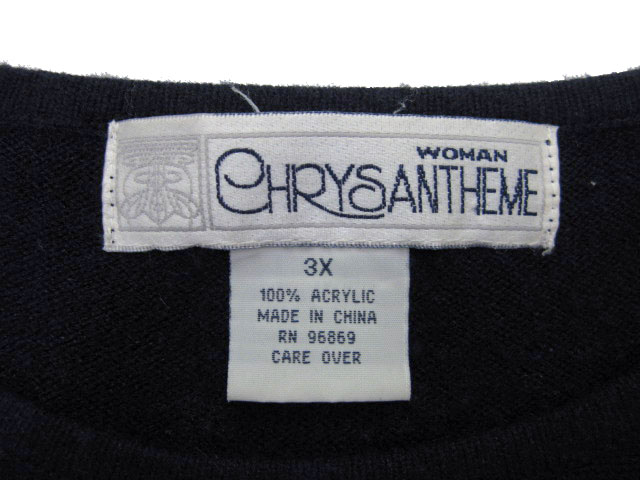 WOMAN
CHRYSANTHEME
3X
100% ACRYLIC
MADE IN CHINA
RN 96869
CARE OVER